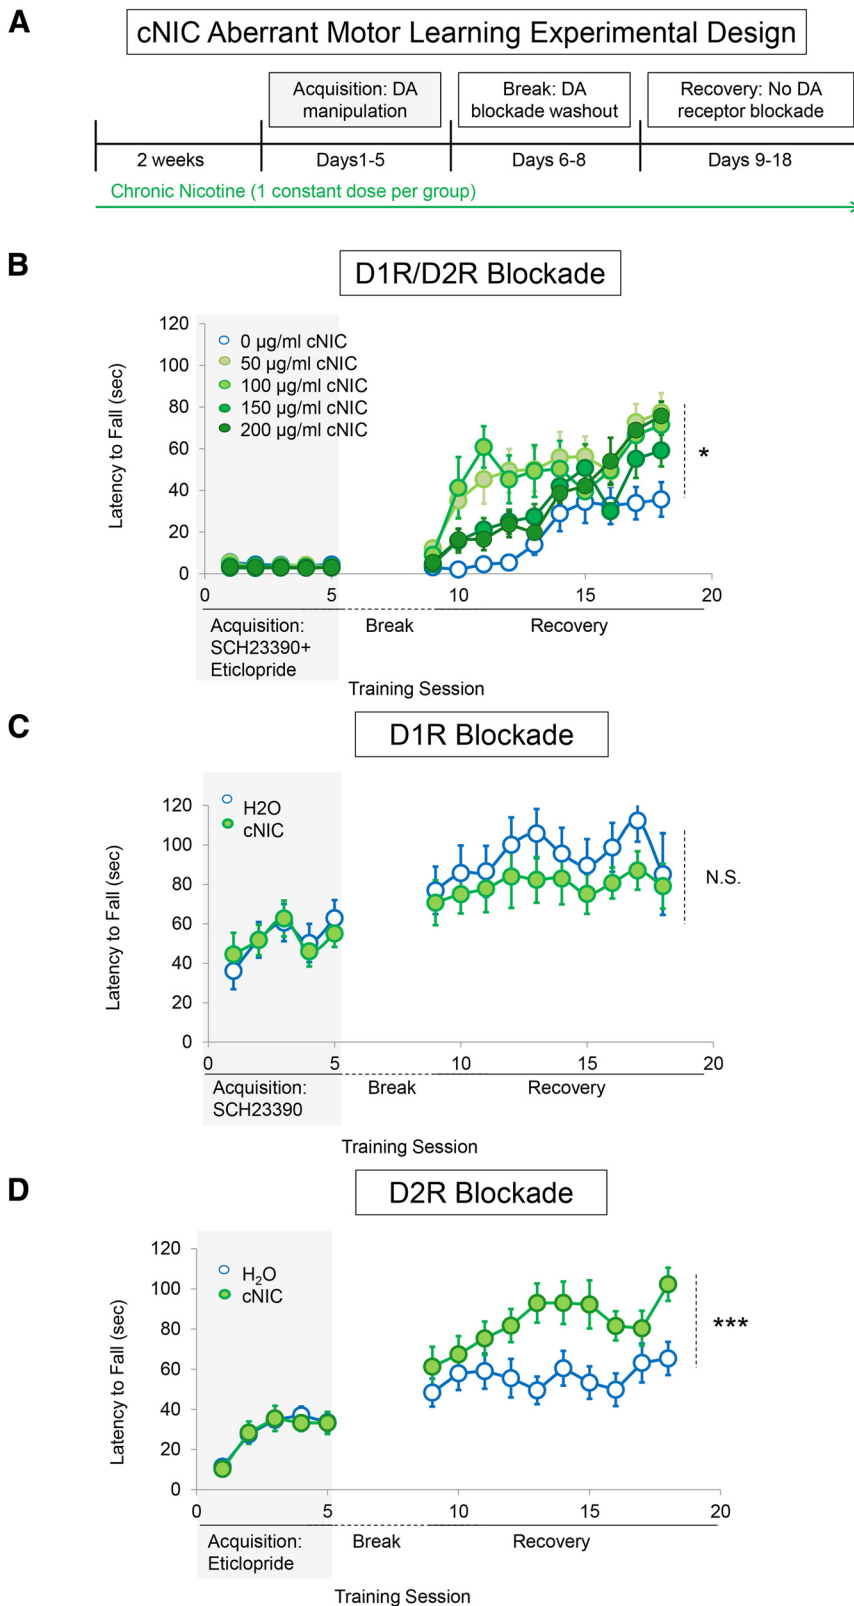 A
cNIC Aberrant Motor Learning Experimental Design
Acquisition: DA
manipulation
Break: DA
blockade washout
Recovery: No DA
receptor blockade
2 weeks
Days1-5
Days 6-8
Days 9-18
Chronic Nicotine (1 constant dose per group)
B
D1R/D2R Blockade
Latency to Fall (sec)
120
100
80
60
40
20
0
0 µg/ml cNIC
50 µg/ml cNIC
100 µg/ml cNIC
150 µg/ml cNIC
200 µg/ml cNIC
*
0
5
10
15
20
Acquisition:
SCH23390+
Eticlopride
Break
Recovery
Training Session
C
D1R Blockade
Latency to Fall (sec)
120
100
80
60
40
20
0
H2O
cNIC
N.S.
0
5
10
15
20
Acquisition:
SCH23390
Break
Recovery
Training Session
D
D2R Blockade
Latency to Fall (sec)
120
100
80
60
40
20
0
H₂O
cNIC
***
0
5
10
15
20
Acquisition:
Eticlopride
Break
Recovery
Training Session